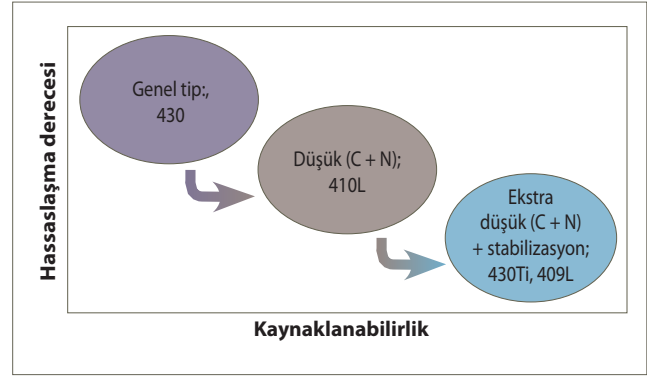 Hassaslaşma derecesi
Genel tip:,
430
Düşük (C + N);
410L
Ekstra
düşük (C + N)
+ stabilizasyon;
430Ti, 409L
Kaynaklanabilirlik